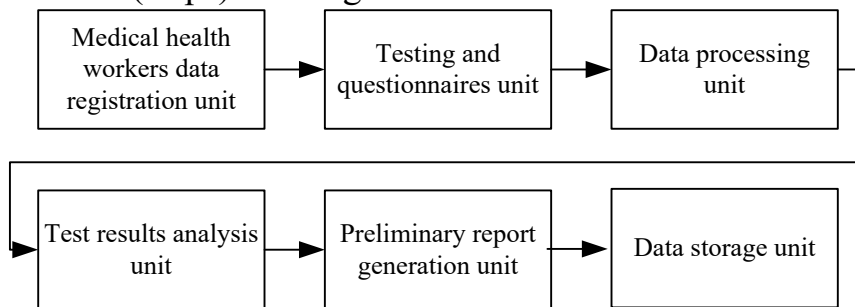 Medical health
workers data
registration unit
Testing and
questionnaires unit
Data processing
unit
Test results analysis
unit
Preliminary report
generation unit
Data storage unit